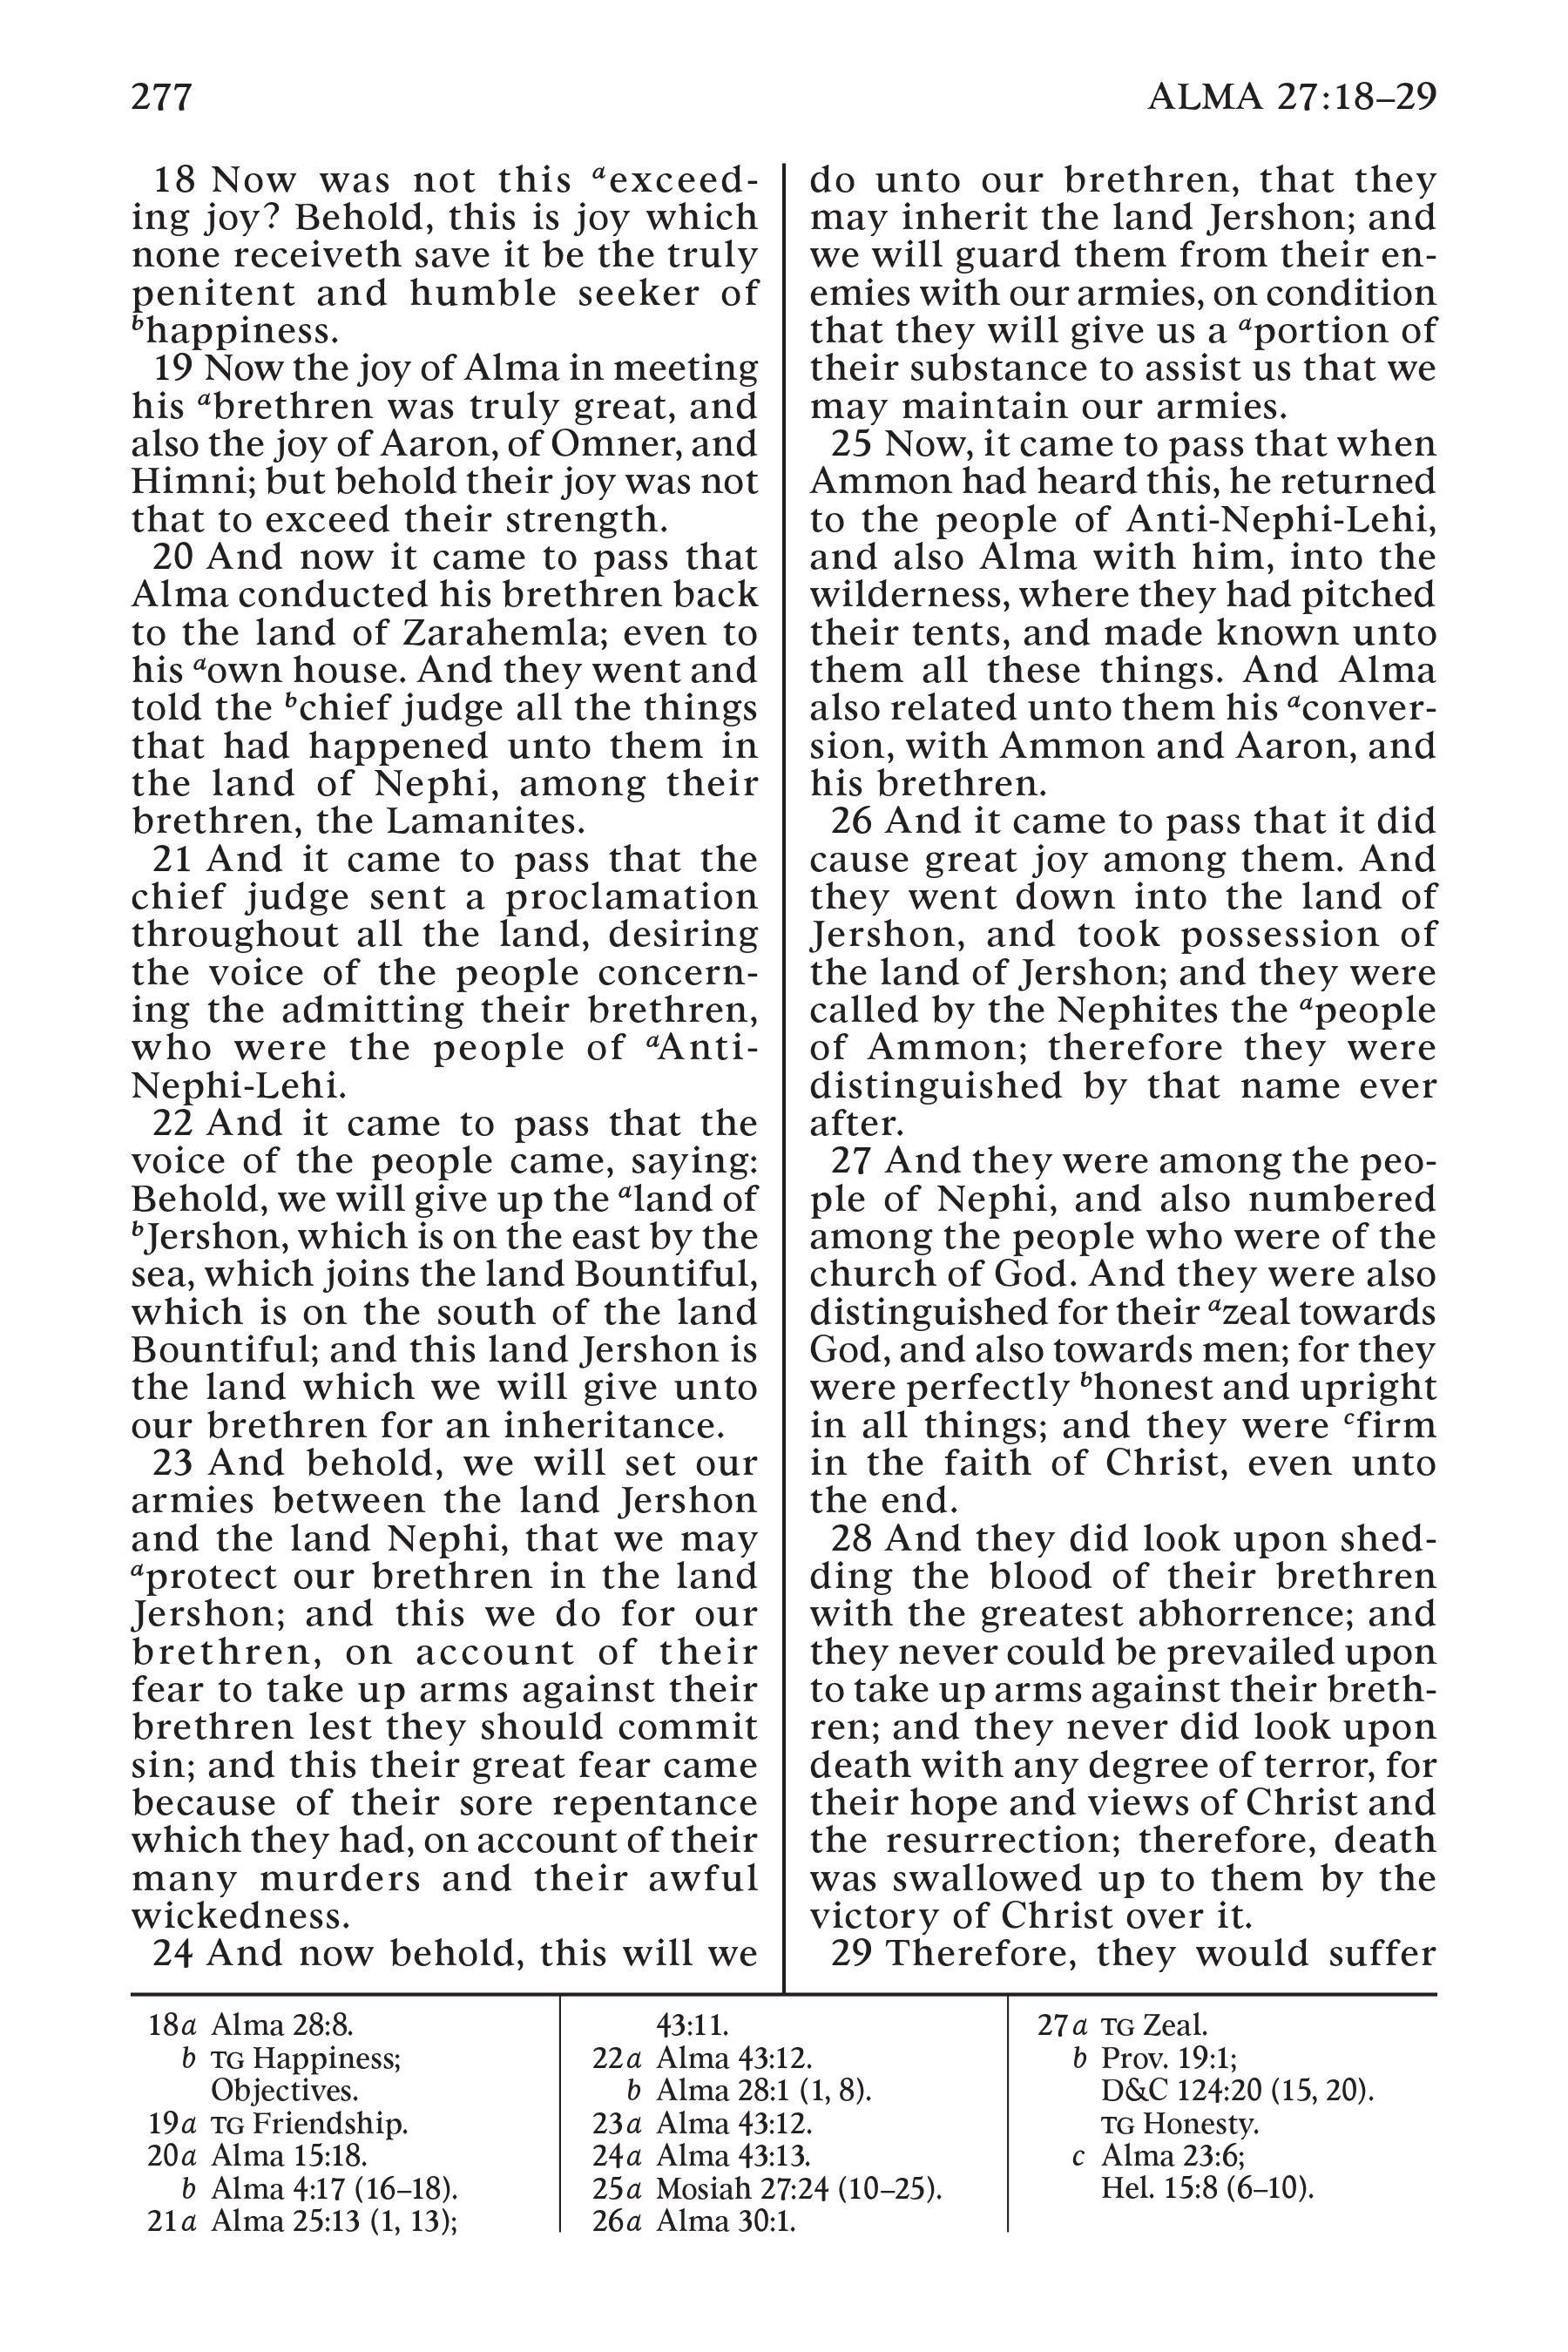 277
ALMA 27:18–29
18 Now was not this aexceed-
ing joy? Behold, this is joy which
none receiveth save it be the truly
penitent and humble seeker of
bhappiness.
19 Now the joy of Alma in meeting
his abrethren was truly great, and
also the joy of Aaron, of Omner, and
Himni; but behold their joy was not
that to exceed their strength.
20 And now it came to pass that
Alma conducted his brethren back
to the land of Zarahemla; even to
his aown house. And they went and
told the bchief judge all the things
that had happened unto them in
the land of Nephi, among their
brethren, the Lamanites.
21 And it came to pass that the
chief judge sent a proclamation
throughout all the land, desiring
the voice of the people concern-
ing the admitting their brethren,
who were the people of aAnti-
Nephi-Lehi.
22 And it came to pass that the
voice of the people came, saying:
Behold, we will give up the aland of
bJershon, which is on the east by the
sea, which joins the land Bountiful,
which is on the south of the land
Bountiful; and this land Jershon is
the land which we will give unto
our brethren for an inheritance.
23 And behold, we will set our
armies between the land Jershon
and the land Nephi, that we may
aprotect our brethren in the land
Jershon; and this we do for our
brethren, on account of their
fear to take up arms against their
brethren lest they should commit
sin; and this their great fear came
because of their sore repentance
which they had, on account of their
many murders and their awful
wickedness.
24 And now behold, this will we
do unto our brethren, that they
may inherit the land Jershon; and
we will guard them from their en-
emies with our armies, on condition
that they will give us a aportion of
their substance to assist us that we
may maintain our armies.
25 Now, it came to pass that when
Ammon had heard this, he returned
to the people of Anti-Nephi-Lehi,
and also Alma with him, into the
wilderness, where they had pitched
their tents, and made known unto
them all these things. And Alma
also related unto them his aconver-
sion, with Ammon and Aaron, and
his brethren.
26 And it came to pass that it did
cause great joy among them. And
they went down into the land of
Jershon, and took possession of
the land of Jershon; and they were
called by the Nephites the apeople
of Ammon; therefore they were
distinguished by that name ever
after.
27 And they were among the peo-
ple of Nephi, and also numbered
among the people who were of the
church of God. And they were also
distinguished for their azeal towards
God, and also towards men; for they
were perfectly bhonest and upright
in all things; and they were cfirm
in the faith of Christ, even unto
the end.
28 And they did look upon shed-
ding the blood of their brethren
with the greatest abhorrence; and
they never could be prevailed upon
to take up arms against their breth-
ren; and they never did look upon
death with any degree of terror, for
their hope and views of Christ and
the resurrection; therefore, death
was swallowed up to them by the
victory of Christ over it.
29 Therefore, they would suffer
18a Alma 28:8.
b TG Happiness;
Objectives.
19a TG Friendship.
20a Alma 15:18.
b Alma 4:17 (16–18).
21a Alma 25:13 (1, 13);
43:11.
22a Alma 43:12.
b Alma 28:1 (1, 8).
23a Alma 43:12.
24a Alma 43:13.
25a Mosiah 27:24 (10–25).
26a Alma 30:1.
27a TG Zeal.
b Prov. 19:1;
D&C 124:20 (15, 20).
TG Honesty.
c Alma 23:6;
Hel. 15:8 (6–10).